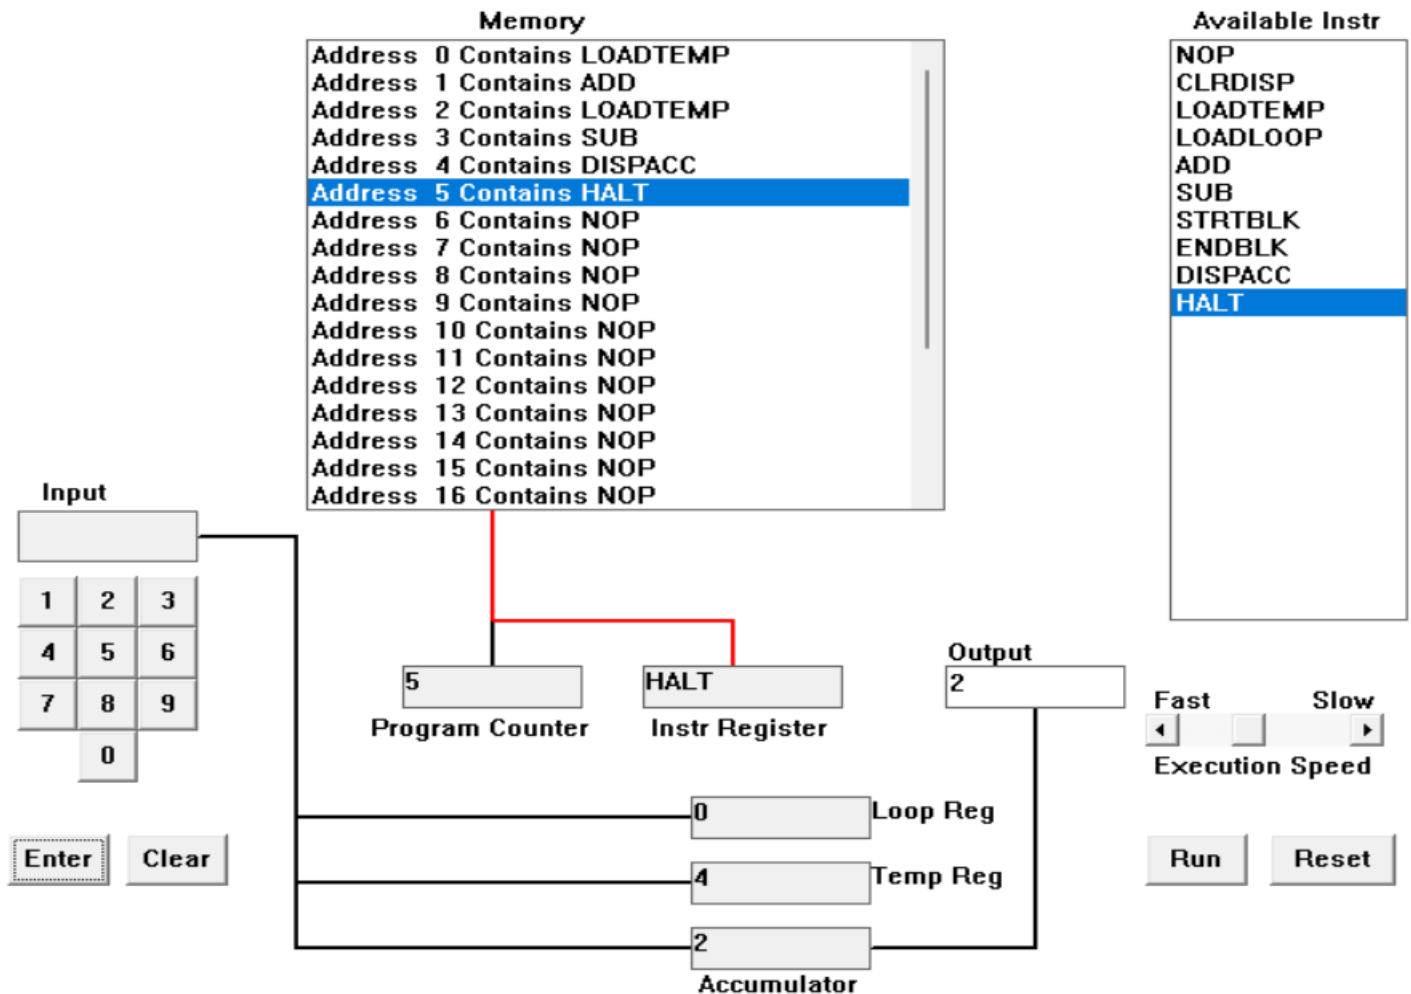 Memory
Address 0 Contains LOADTEMP
Address 1 Contains ADD
Address 2 Contains LOADTEMP
Address 3 Contains SUB
Address 4 Contains DISPACC
Address 5 Contains HALT
Address 6 Contains NOP
Address 7 Contains NOP
Address 8 Contains NOP
Address 9 Contains NOP
Address 10 Contains NOP
Address 11 Contains NOP
Address 12 Contains NOP
Address 13 Contains NOP
Address 14 Contains NOP
Address 15 Contains NOP
Address 16 Contains NOP
Available Instr
NOP
CLRDISP
LOADTEMP
LOADLOOP
ADD
SUB
STRTBLK
ENDBLK
DISPACC
HALT
Input
1 2 3
4 5 6
7 8 9
0
Enter Clear
5
Program Counter
HALT
Instr Register
Output
2
Fast Slow
Execution Speed
0 Loop Reg
4 Temp Reg
2
Accumulator
Run Reset